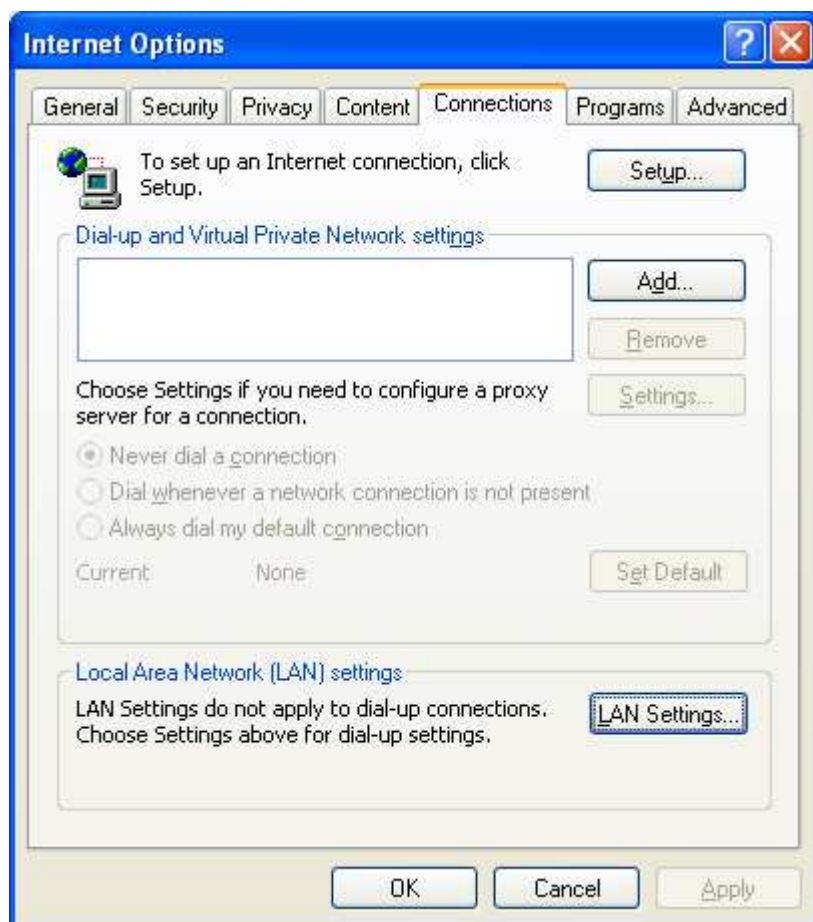 Internet Options
?
General Security Privacy Content Connections Programs Advanced
To set up an Internet connection, click
Setup.
Setup...
Dial-up and Virtual Private Network settings
Add...
Remove
Choose Settings if you need to configure a proxy
server for a connection.
Settings...
Never dial a connection
Dial whenever a network connection is not present
Always dial my default connection
Current None
Set Default
Local Area Network (LAN) settings
LAN Settings do not apply to dial-up connections.
Choose Settings above for dial-up settings.
LAN Settings...
OK Cancel Apply